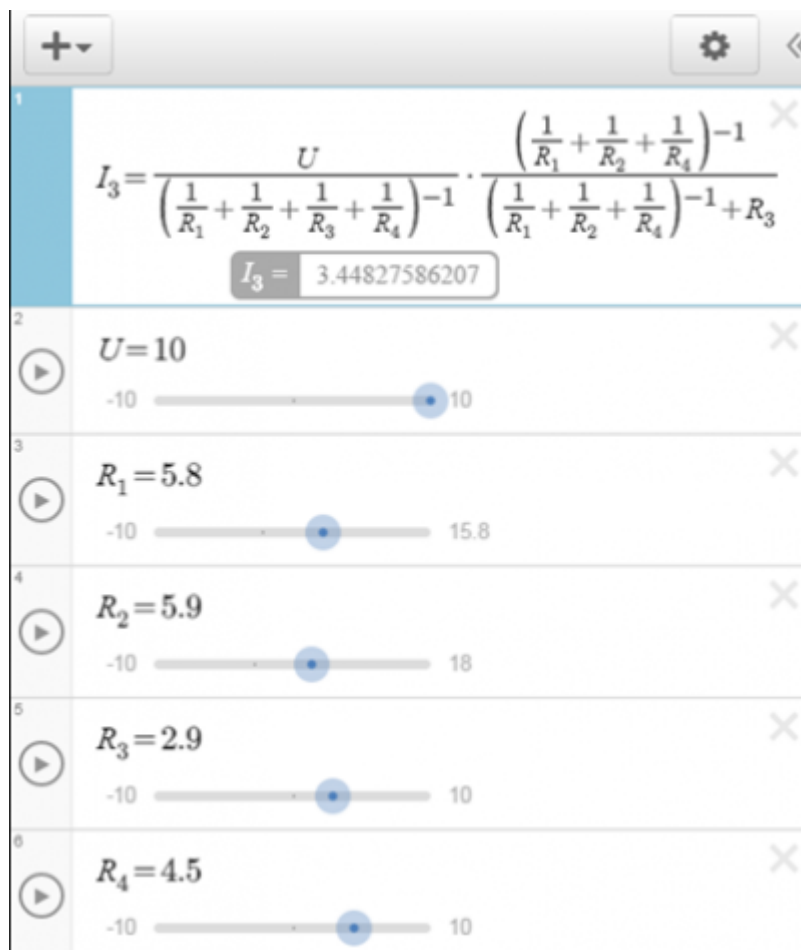 1
I₃ = U / (1/R₁ + 1/R₂ + 1/R₃ + 1/R₄)⁻¹ · (1/R₁ + 1/R₂ + 1/R₄)⁻¹ / ((1/R₁ + 1/R₂ + 1/R₄)⁻¹ + R₃)
I₃ = 3.44827586207
2
U=10
-10 10
3
R₁=5.8
-10 15.8
4
R₂=5.9
-10 18
5
R₃=2.9
-10 10
6
R₄=4.5
-10 10